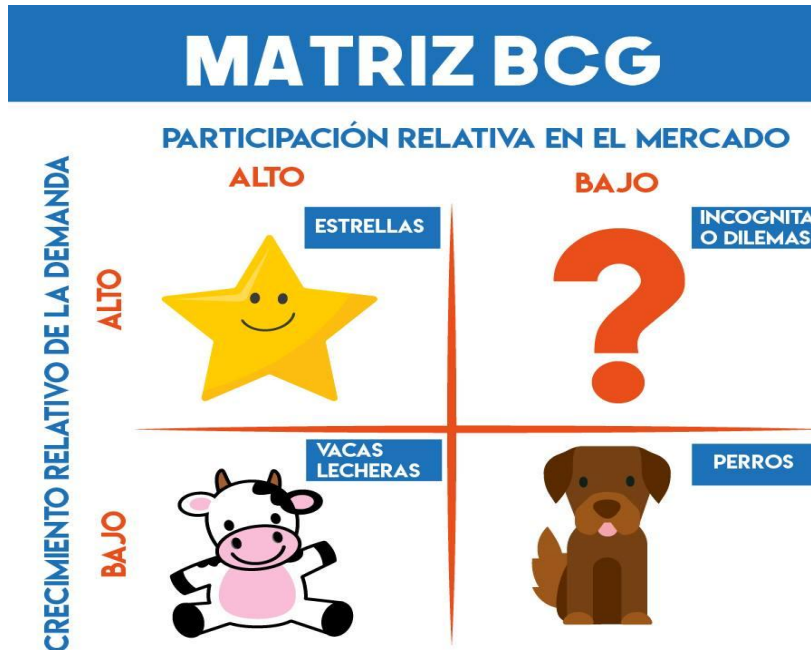 MATRIZ BCG
PARTICIPACIÓN RELATIVA EN EL MERCADO
ALTO
BAJO
CRECIMIENTO RELATIVO DE LA DEMANDA
ALTO
ESTRELLAS
INCOGNITA
O DILEMAS
?
BAJO
VACAS
LECHERAS
PERROS